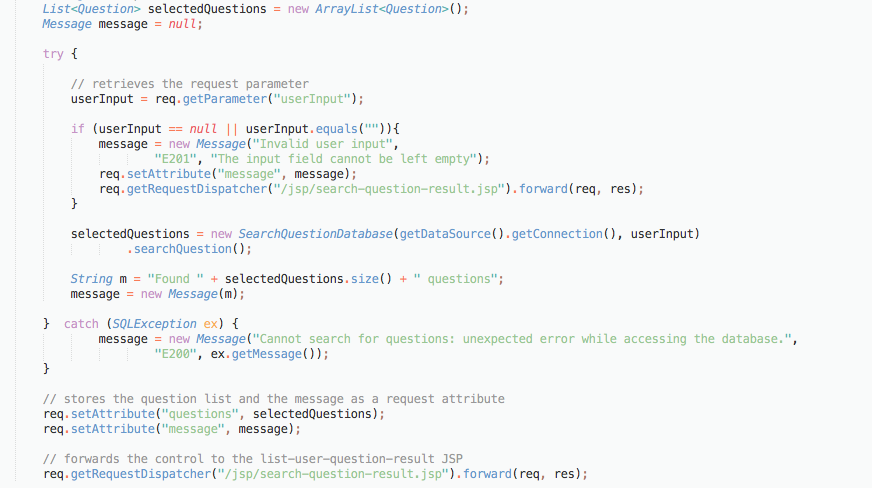 List<Question> selectedQuestions = new ArrayList<Question>();
Message message = null;
try {
// retrieves the request parameter
userInput = req.getParameter("userInput");
if (userInput == null || userInput.equals("")){
message = new Message("Invalid user input",
"E201", "The input field cannot be left empty");
req.setAttribute("message", message);
req.getRequestDispatcher("/jsp/search-question-result.jsp").forward(req, res);
}
selectedQuestions = new SearchQuestionDatabase(getDataSource().getConnection(), userInput)
.searchQuestion();
String m = "Found " + selectedQuestions.size() + " questions";
message = new Message(m);
} catch (SQLException ex) {
message = new Message("Cannot search for questions: unexpected error while accessing the database.",
"E200", ex.getMessage());
}
// stores the question list and the message as a request attribute
req.setAttribute("questions", selectedQuestions);
req.setAttribute("message", message);
// forwards the control to the list-user-question-result JSP
req.getRequestDispatcher("/jsp/search-question-result.jsp").forward(req, res);